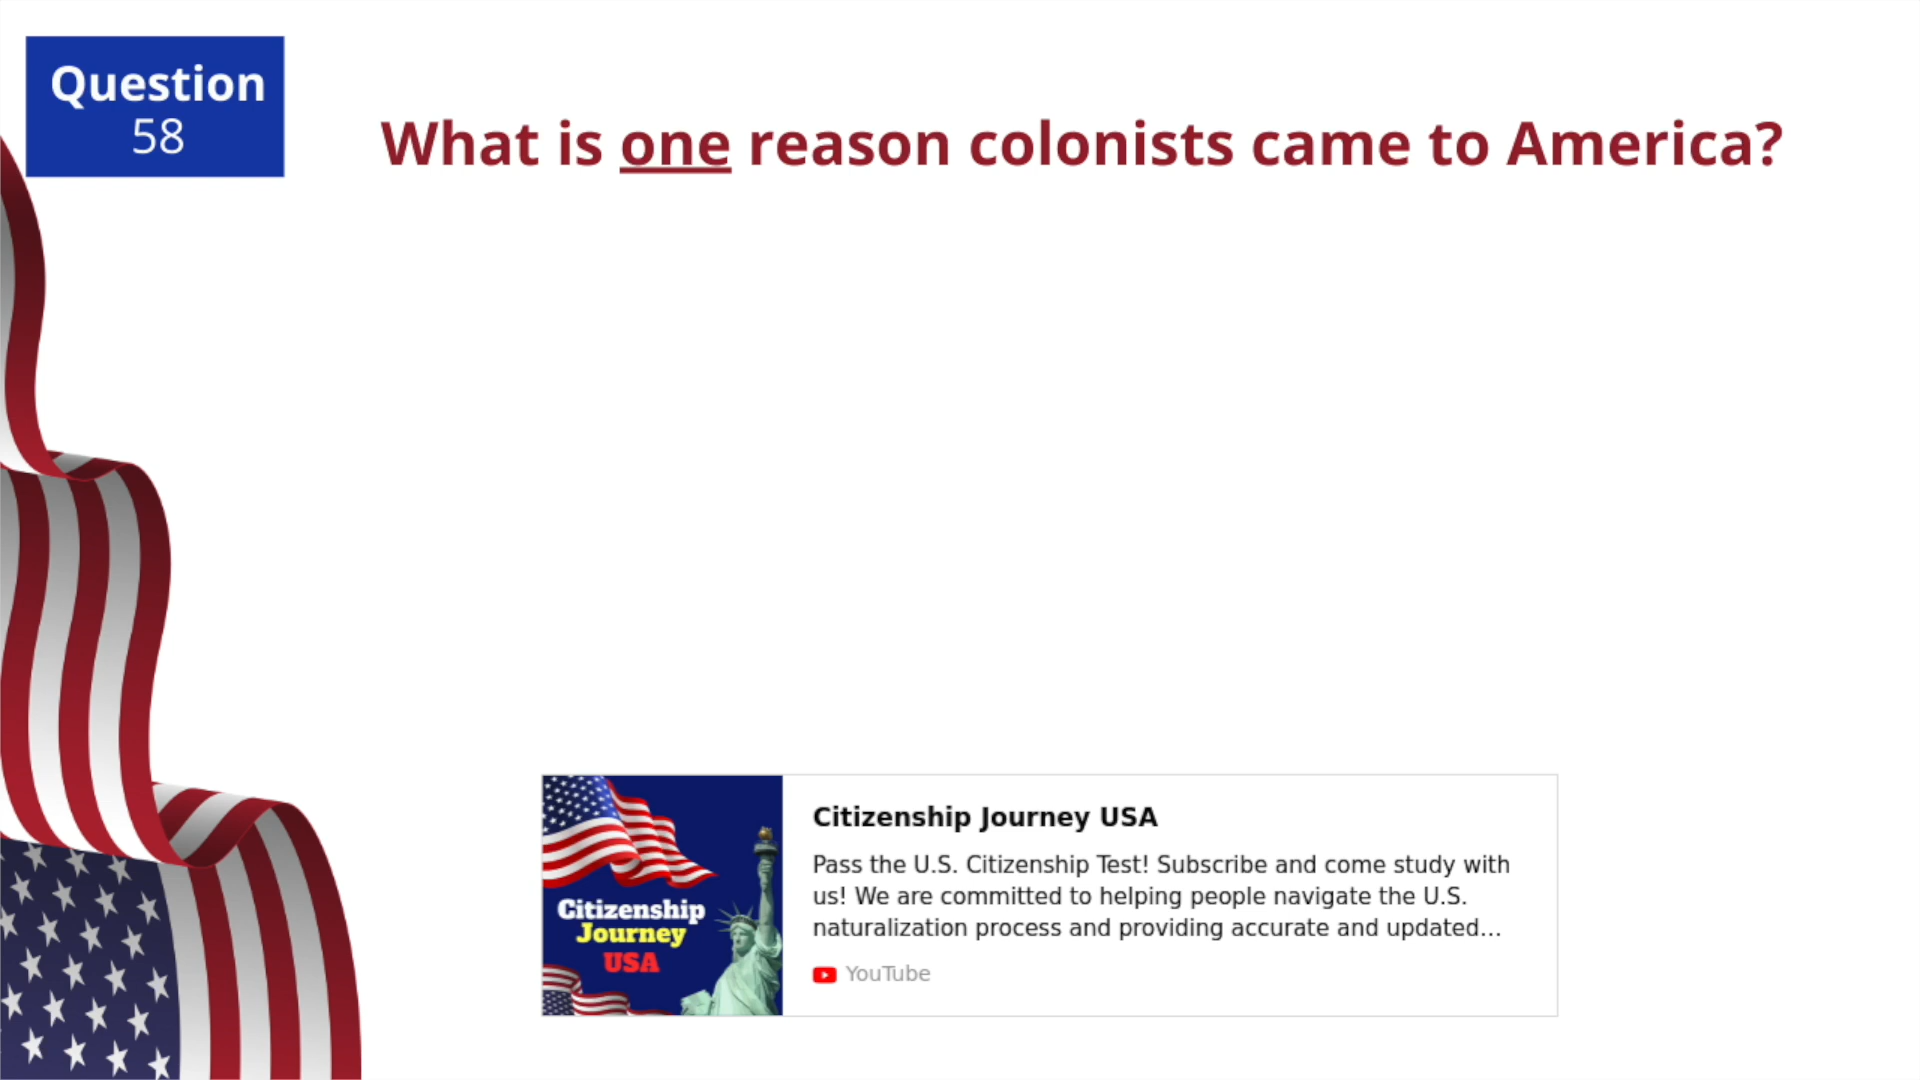 Question
58
What is one reason colonists came to America?
Citizenship Journey USA
Pass the U.S. Citizenship Test! Subscribe and come study with
us! We are committed to helping people navigate the U.S.
naturalization process and providing accurate and updated...
YouTube
Citizenship
Journey
USA